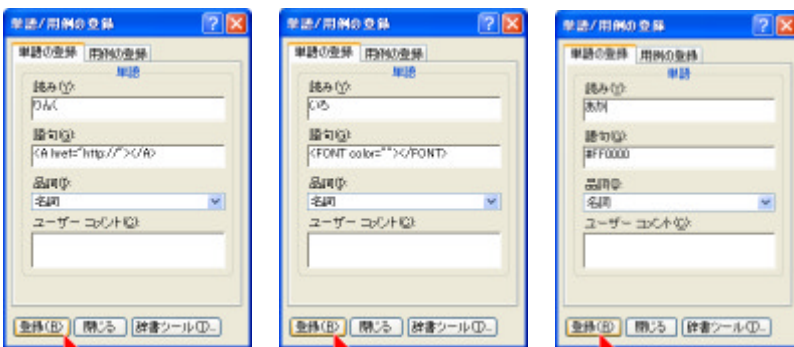 単語/用例の登録
単語の登録 用例の登録
単語
読み(Y):
りんく
語句(G):
<A href="http://"></A>
品詞(I):
名詞
ユーザー コメント(C):
登録(B) 閉じる 辞書ツール(T)...
単語/用例の登録
単語の登録 用例の登録
単語
読み(Y):
いろ
語句(G):
<FONT color=""></FONT>
品詞(I):
名詞
ユーザー コメント(C):
登録(B) 閉じる 辞書ツール(T)...
単語/用例の登録
単語の登録 用例の登録
単語
読み(Y):
あか
語句(G):
#FF0000
品詞(I):
名詞
ユーザー コメント(C):
登録(B) 閉じる 辞書ツール(T)...